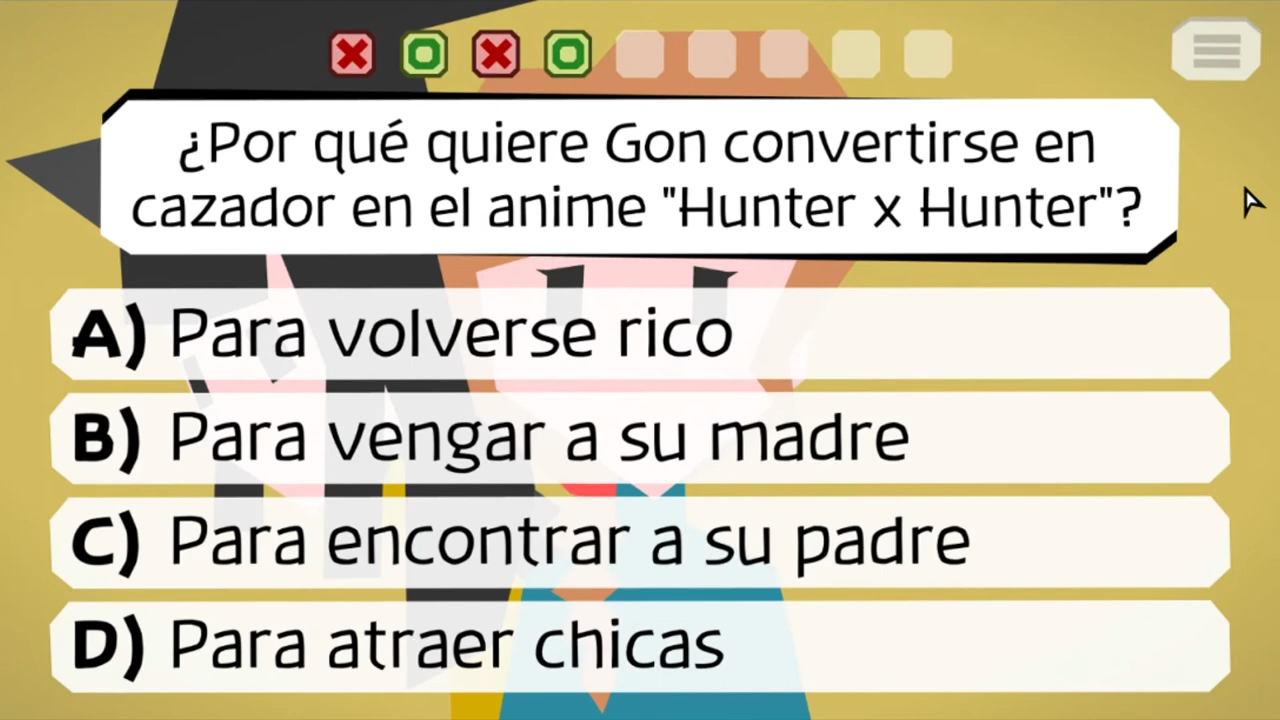 ¿Por qué quiere Gon convertirse en
cazador en el anime "Hunter x Hunter"?
A) Para volverse rico
B) Para vengar a su madre
C) Para encontrar a su padre
D) Para atraer chicas